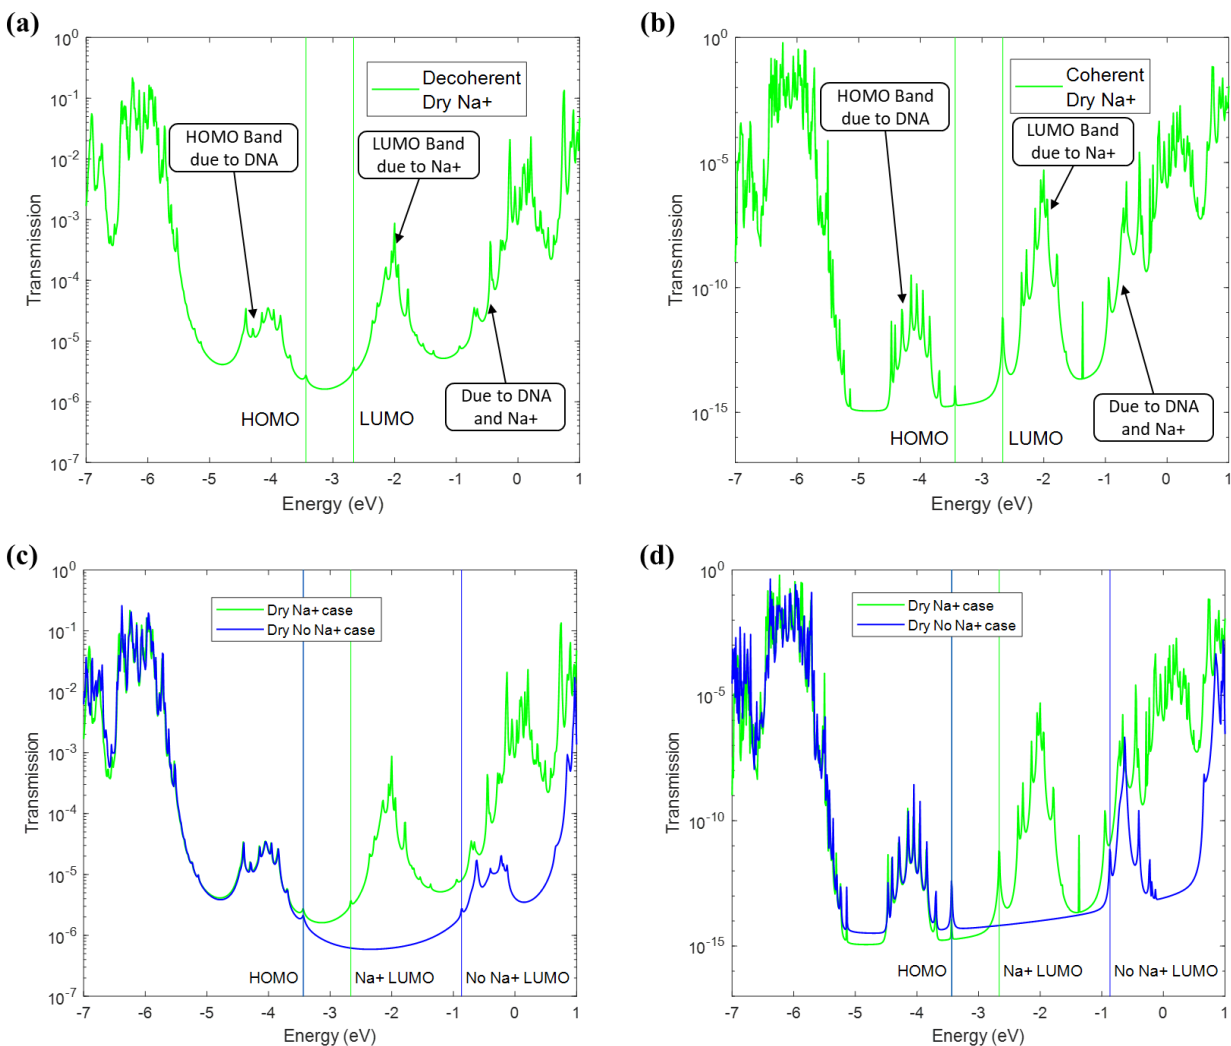 (a)
10^0
10^-1
10^-2
10^-3
10^-4
10^-5
10^-6
10^-7
Transmission
Decoherent
Dry Na+
HOMO Band
due to DNA
LUMO Band
due to Na+
Due to DNA
and Na+
HOMO
LUMO
-7 -6 -5 -4 -3 -2 -1 0 1
Energy (eV)
(b)
10^0
10^-5
10^-10
10^-15
Transmission
Coherent
Dry Na+
HOMO Band
due to DNA
LUMO Band
due to Na+
Due to DNA
and Na+
HOMO
LUMO
-7 -6 -5 -4 -3 -2 -1 0 1
Energy (eV)
(c)
10^0
10^-1
10^-2
10^-3
10^-4
10^-5
10^-6
10^-7
Transmission
Dry Na+ case
Dry No Na+ case
HOMO
Na+ LUMO
No Na+ LUMO
-7 -6 -5 -4 -3 -2 -1 0 1
Energy (eV)
(d)
10^0
10^-5
10^-10
10^-15
Transmission
Dry Na+ case
Dry No Na+ case
HOMO
Na+ LUMO
No Na+ LUMO
-7 -6 -5 -4 -3 -2 -1 0 1
Energy (eV)